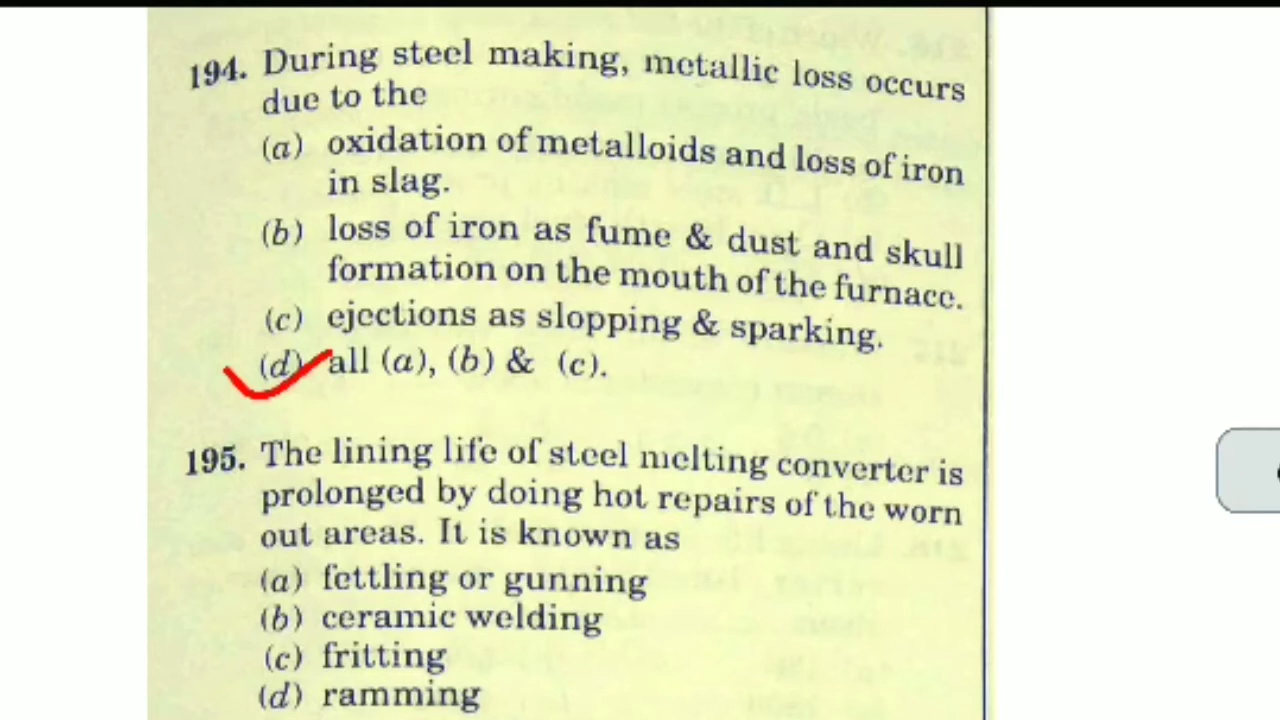 194. During steel making, metallic loss occurs
due to the
(a) oxidation of metalloids and loss of iron
in slag.
(b) loss of iron as fume & dust and skull
formation on the mouth of the furnace.
(c) ejections as slopping & sparking.
(d) all (a), (b) & (c).
195. The lining life of steel melting converter is
prolonged by doing hot repairs of the worn
out areas. It is known as
(a) fettling or gunning
(b) ceramic welding
(c) fritting
(d) ramming